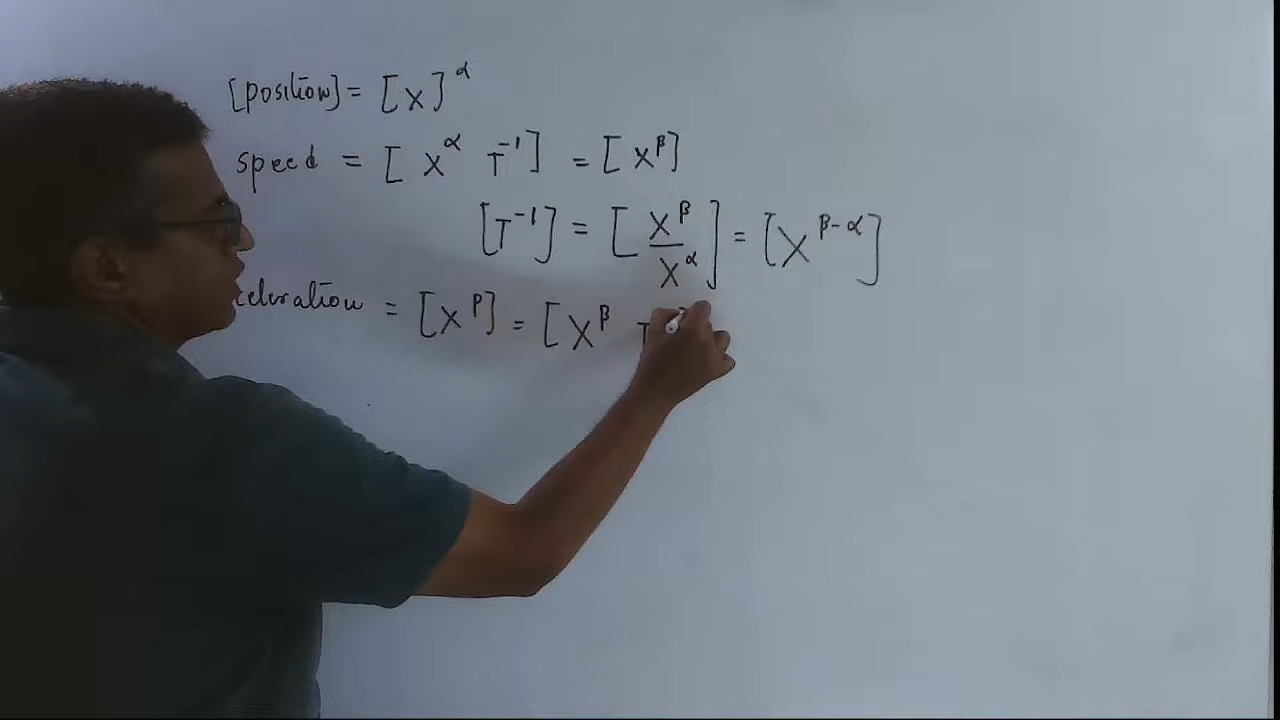 [position] = [X]^α
speed = [X^α T^-1] = [X^β]
[T^-1] = [X^β / X^α] = [X^β-α]
celeration = [X^p] = [X^β T